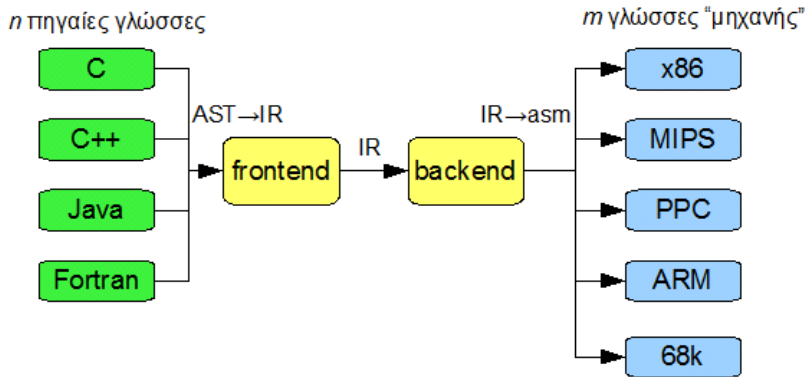 n πηγαίες γλώσσες
m γλώσσες “μηχανής”
C
x86
AST→IR
IR→asm
C++
MIPS
IR
frontend
backend
Java
PPC
Fortran
ARM
68k